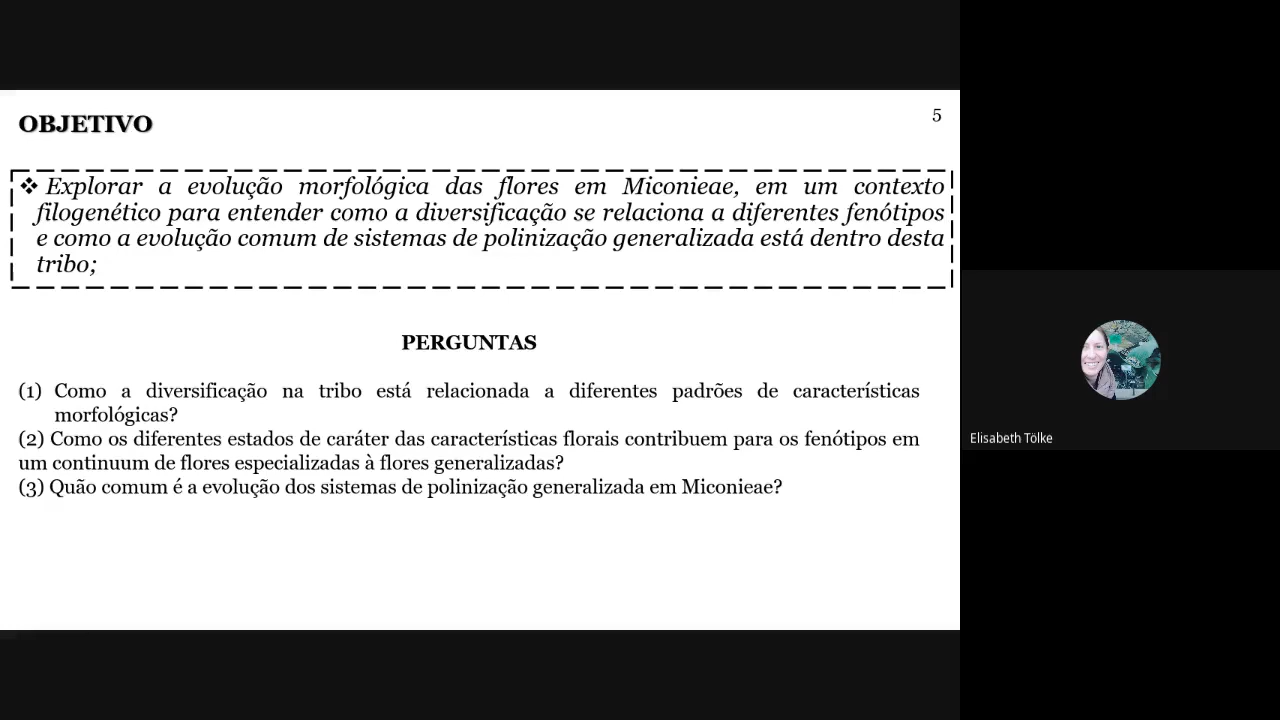 OBJETIVO
5
❖ Explorar a evolução morfológica das flores em Miconieae, em um contexto
filogenético para entender como a diversificação se relaciona a diferentes fenótipos
e como a evolução comum de sistemas de polinização generalizada está dentro desta
tribo;
PERGUNTAS
(1) Como a diversificação na tribo está relacionada a diferentes padrões de características
morfológicas?
(2) Como os diferentes estados de caráter das características florais contribuem para os fenótipos em
um continuum de flores especializadas à flores generalizadas?
(3) Quão comum é a evolução dos sistemas de polinização generalizada em Miconieae?
Elisabeth Tölke